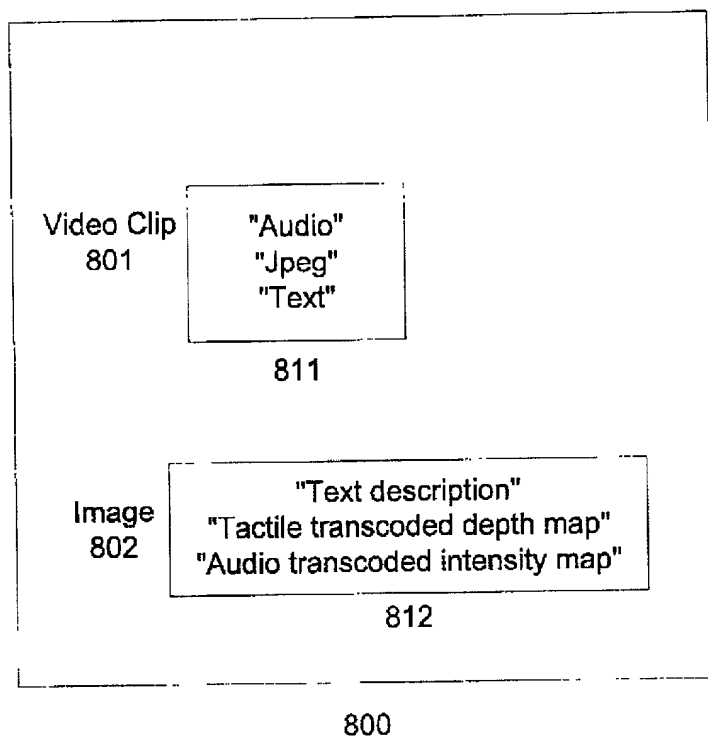 Video Clip
801
"Audio"
"Jpeg"
"Text"
811
Image
802
"Text description"
"Tactile transcoded depth map"
"Audio transcoded intensity map"
812
800